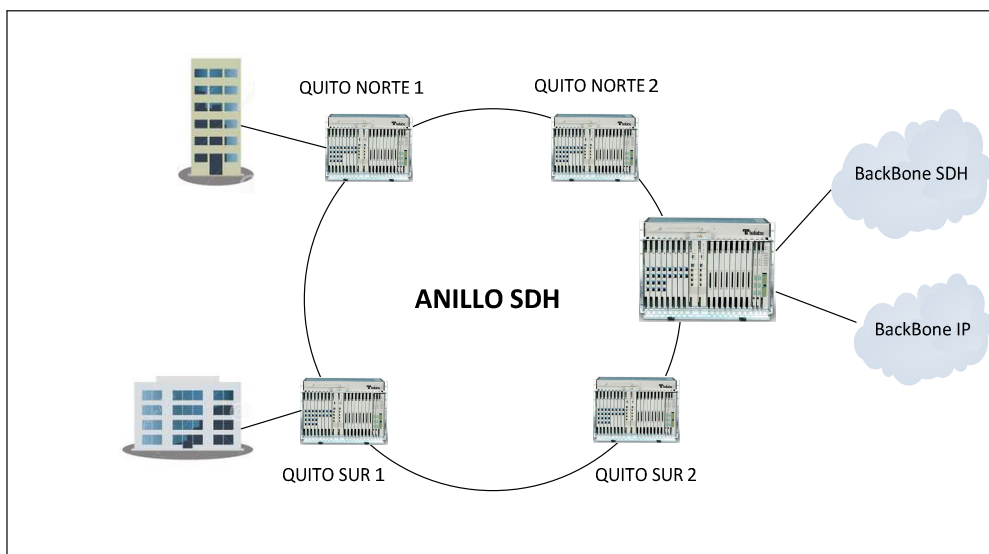 QUITO NORTE 1
QUITO NORTE 2
BackBone SDH
ANILLO SDH
BackBone IP
QUITO SUR 1
QUITO SUR 2